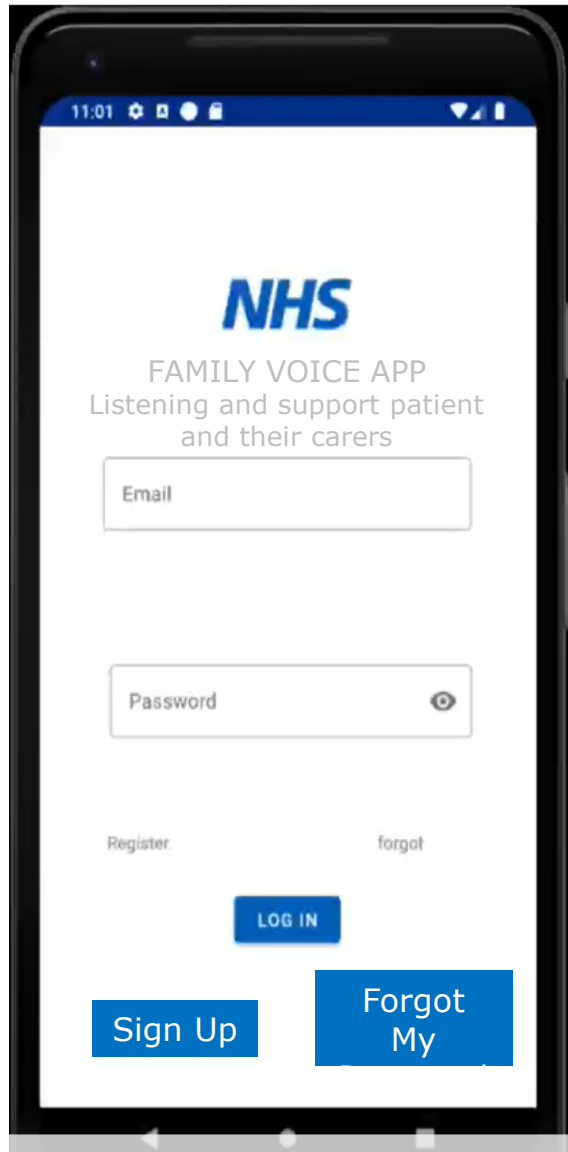 11:01
NHS
FAMILY VOICE APP
Listening and support patient
and their carers
Email
Password
Register. forgot
LOG IN
Sign Up
Forgot
My